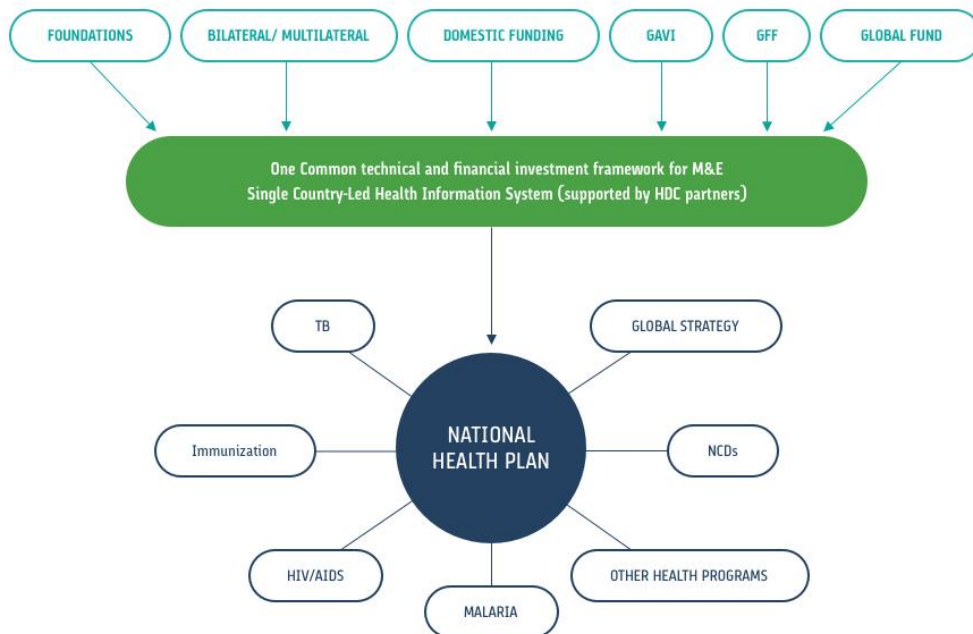 FOUNDATIONS
BILATERAL/ MULTILATERAL
DOMESTIC FUNDING
GAVI
GFF
GLOBAL FUND
One Common technical and financial investment framework for M&E
Single Country-Led Health Information System (supported by HDC partners)
TB
GLOBAL STRATEGY
NATIONAL
HEALTH PLAN
Immunization
NCDs
HIV/AIDS
OTHER HEALTH PROGRAMS
MALARIA